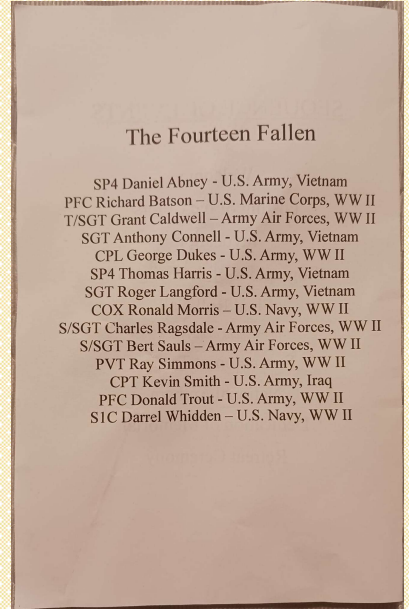 The Fourteen Fallen
SP4 Daniel Abney - U.S. Army, Vietnam
PFC Richard Batson – U.S. Marine Corps, WW II
T/SGT Grant Caldwell – Army Air Forces, WW II
SGT Anthony Connell - U.S. Army, Vietnam
CPL George Dukes - U.S. Army, WW II
SP4 Thomas Harris - U.S. Army, Vietnam
SGT Roger Langford - U.S. Army, Vietnam
COX Ronald Morris – U.S. Navy, WW II
S/SGT Charles Ragsdale - Army Air Forces, WW II
S/SGT Bert Sauls – Army Air Forces, WW II
PVT Ray Simmons - U.S. Army, WW II
CPT Kevin Smith - U.S. Army, Iraq
PFC Donald Trout - U.S. Army, WW II
S1C Darrel Whidden – U.S. Navy, WW II